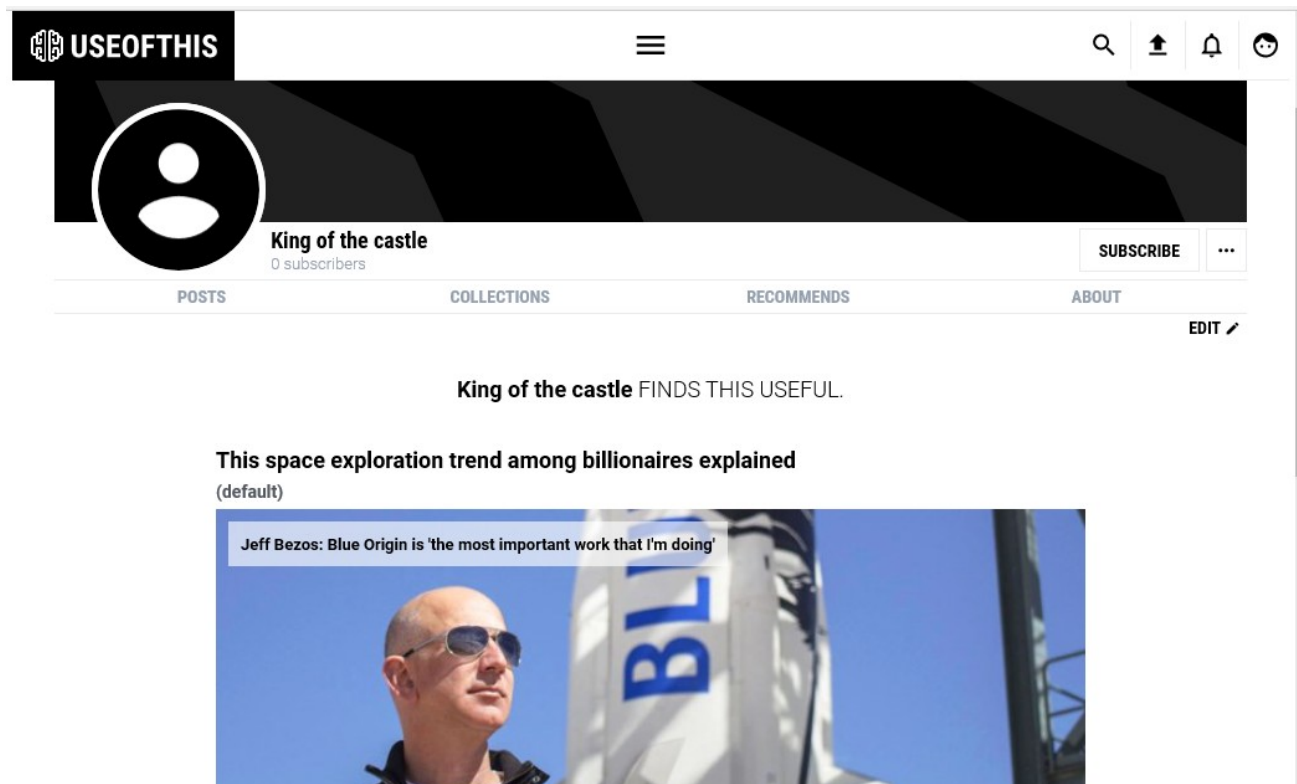 USEOFTHIS
King of the castle
0 subscribers
SUBSCRIBE
POSTS COLLECTIONS RECOMMENDS ABOUT
EDIT
King of the castle FINDS THIS USEFUL.
This space exploration trend among billionaires explained
(default)
Jeff Bezos: Blue Origin is 'the most important work that I'm doing'
BLU